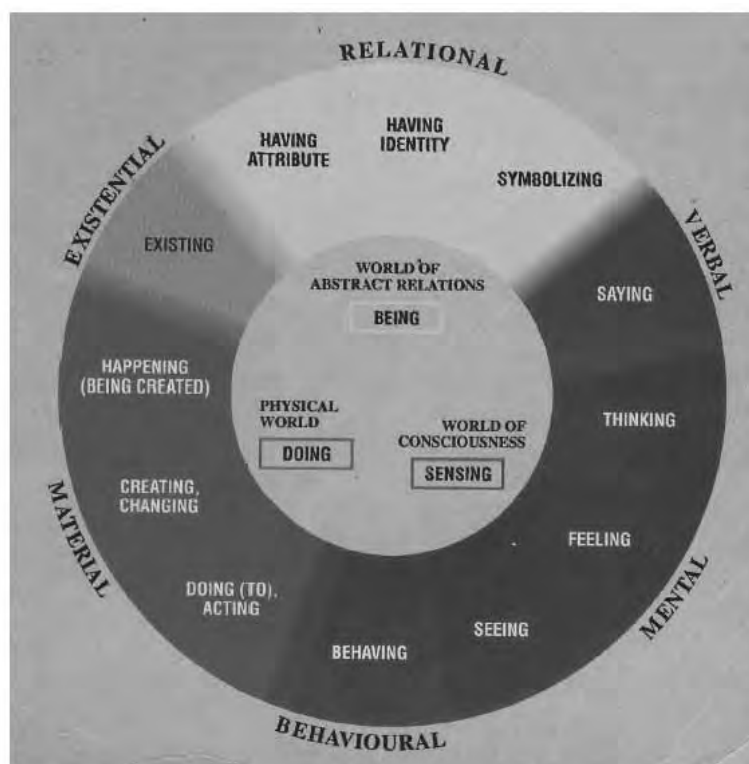 RELATIONAL
HAVING
ATTRIBUTE
HAVING
IDENTITY
SYMBOLIZING
EXISTENTIAL
EXISTING
VERBAL
SAYING
WORLD OF
ABSTRACT RELATIONS
BEING
HAPPENING
(BEING CREATED)
PHYSICAL
WORLD
DOING
WORLD OF
CONSCIOUSNESS
SENSING
THINKING
CREATING,
CHANGING
MATERIAL
FEELING
MENTAL
DOING (TO),
ACTING
BEHAVING
SEEING
BEHAVIOURAL